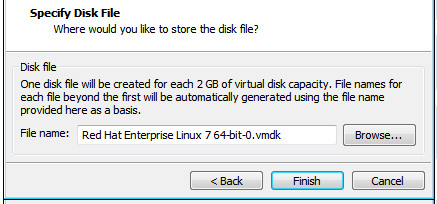 Specify Disk File
Where would you like to store the disk file?
Disk file
One disk file will be created for each 2 GB of virtual disk capacity. File names for
each file beyond the first will be automatically generated using the file name
provided here as a basis.
File name: Red Hat Enterprise Linux 7 64-bit-0.vmdk Browse...
< Back Finish Cancel